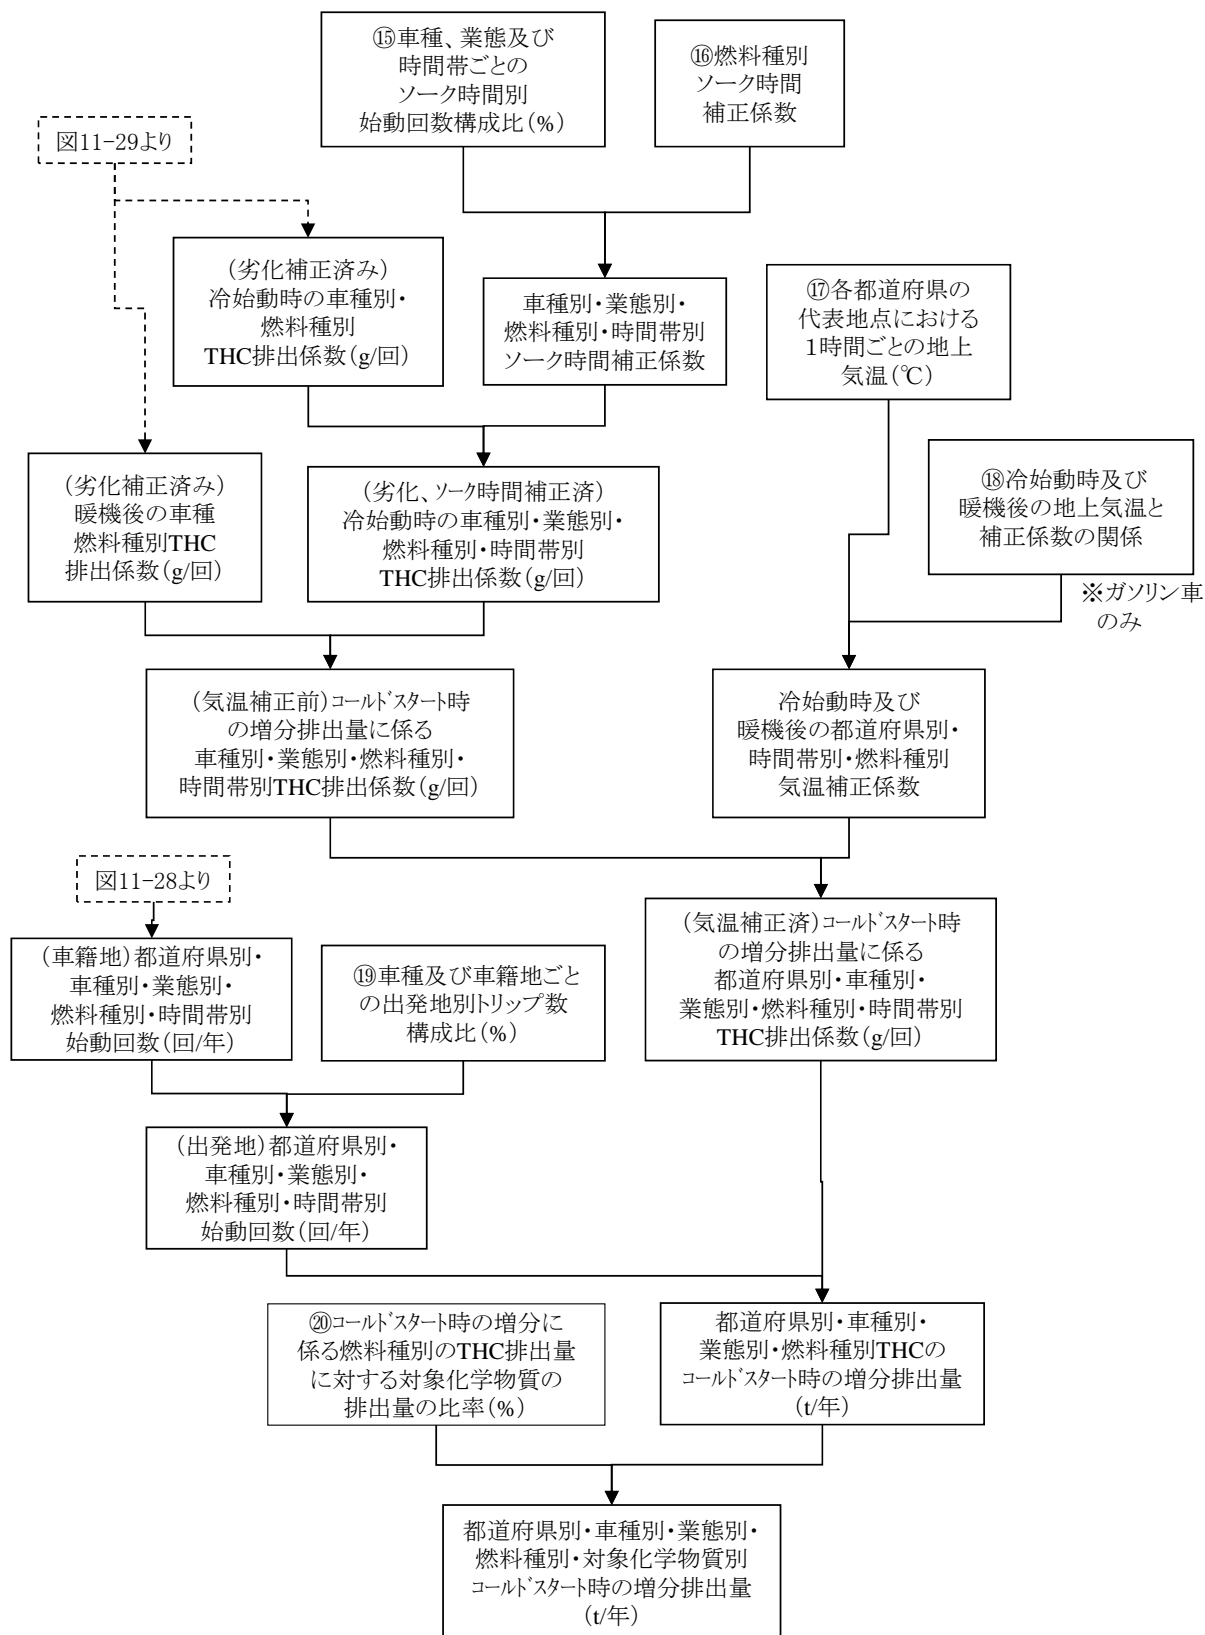 ⑮車種、業態及び
時間帯ごとの
ソーク時間別
始動回数構成比(%)
⑯燃料種別
ソーク時間
補正係数
図11-29より
(劣化補正済み)
冷始動時の車種別・
燃料種別
THC排出係数(g/回)
車種別・業態別・
燃料種別・時間帯別
ソーク時間補正係数
⑰各都道府県の
代表地点における
1時間ごとの地上
気温(℃)
(劣化補正済み)
暖機後の車種
燃料種別THC
排出係数(g/回)
(劣化、ソーク時間補正済)
冷始動時の車種別・業態別・
燃料種別・時間帯別
THC排出係数(g/回)
⑱冷始動時及び
暖機後の地上気温と
補正係数の関係
※ガソリン車
のみ
(気温補正前)コールドスタート時
の増分排出量に係る
車種別・業態別・燃料種別・
時間帯別THC排出係数(g/回)
冷始動時及び
暖機後の都道府県別・
時間帯別・燃料種別
気温補正係数
図11-28より
(車籍地)都道府県別・
車種別・業態別・
燃料種別・時間帯別
始動回数(回/年)
⑲車種及び車籍地ごと
の出発地別トリップ数
構成比(%)
(気温補正済)コールドスタート時
の増分排出量に係る
都道府県別・車種別・
業態別・燃料種別・時間帯別
THC排出係数(g/回)
(出発地)都道府県別・
車種別・業態別・
燃料種別・時間帯別
始動回数(回/年)
⑳コールドスタート時の増分に
係る燃料種別のTHC排出量
に対する対象化学物質の
排出量の比率(%)
都道府県別・車種別・
業態別・燃料種別THCの
コールドスタート時の増分排出量
(t/年)
都道府県別・車種別・業態別・
燃料種別・対象化学物質別
コールドスタート時の増分排出量
(t/年)